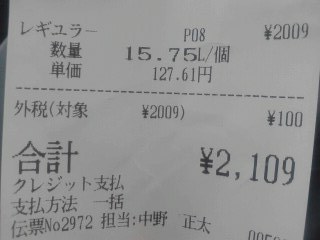 レギュラー P08 ¥2009
数量 15.75L/個
単価 127.61円
外税(対象 ¥2009) ¥100
合計 ¥2,109
クレジット支払
支払方法 一括
伝票No2972 担当:中野 正太